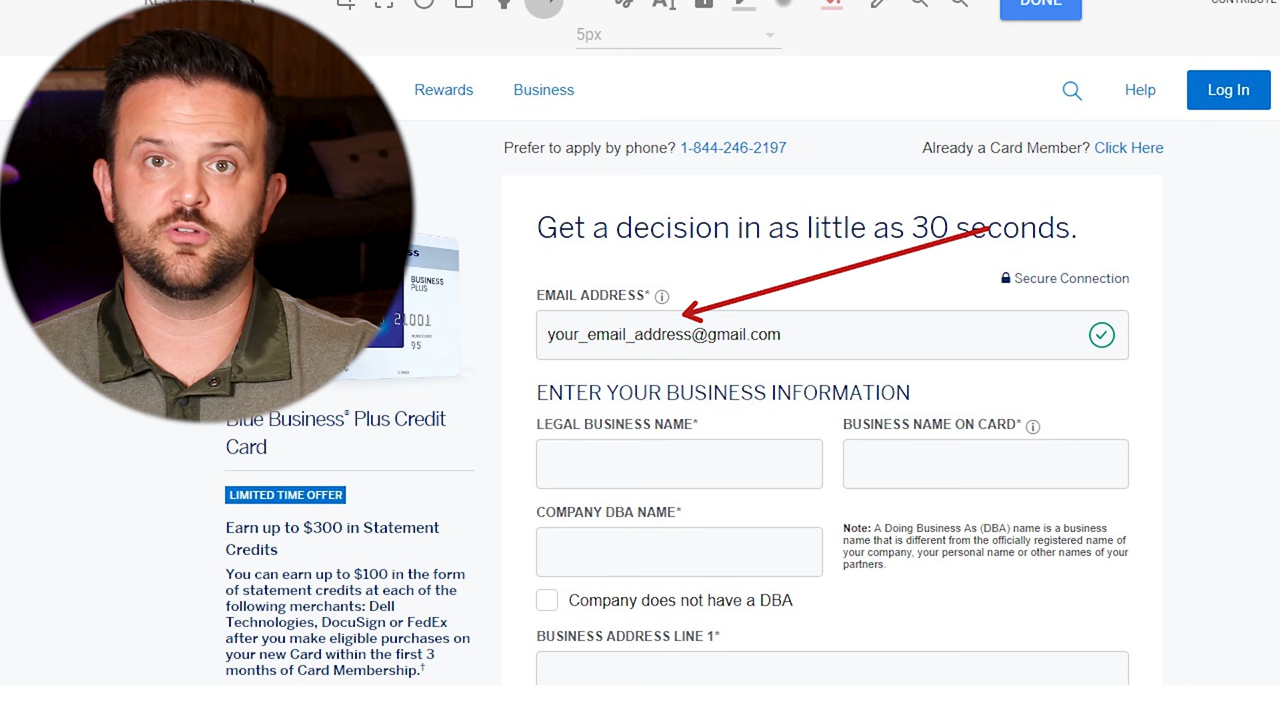 DONE
5px
Rewards
Business
Help
Log In
Prefer to apply by phone? 1-844-246-2197
Already a Card Member? Click Here
Get a decision in as little as 30 seconds.
Secure Connection
EMAIL ADDRESS*
your_email_address@gmail.com
ENTER YOUR BUSINESS INFORMATION
LEGAL BUSINESS NAME*
BUSINESS NAME ON CARD*
COMPANY DBA NAME*
Note: A Doing Business As (DBA) name is a business
name that is different from the officially registered name of
your company, your personal name or other names of your
partners.
Company does not have a DBA
BUSINESS ADDRESS LINE 1*
BUSINESS
PLUS
21001
95
Blue Business® Plus Credit
Card
LIMITED TIME OFFER
Earn up to $300 in Statement
Credits
You can earn up to $100 in the form
of statement credits at each of the
following merchants: Dell
Technologies, DocuSign or FedEx
after you make eligible purchases on
your new Card within the first 3
months of Card Membership.†